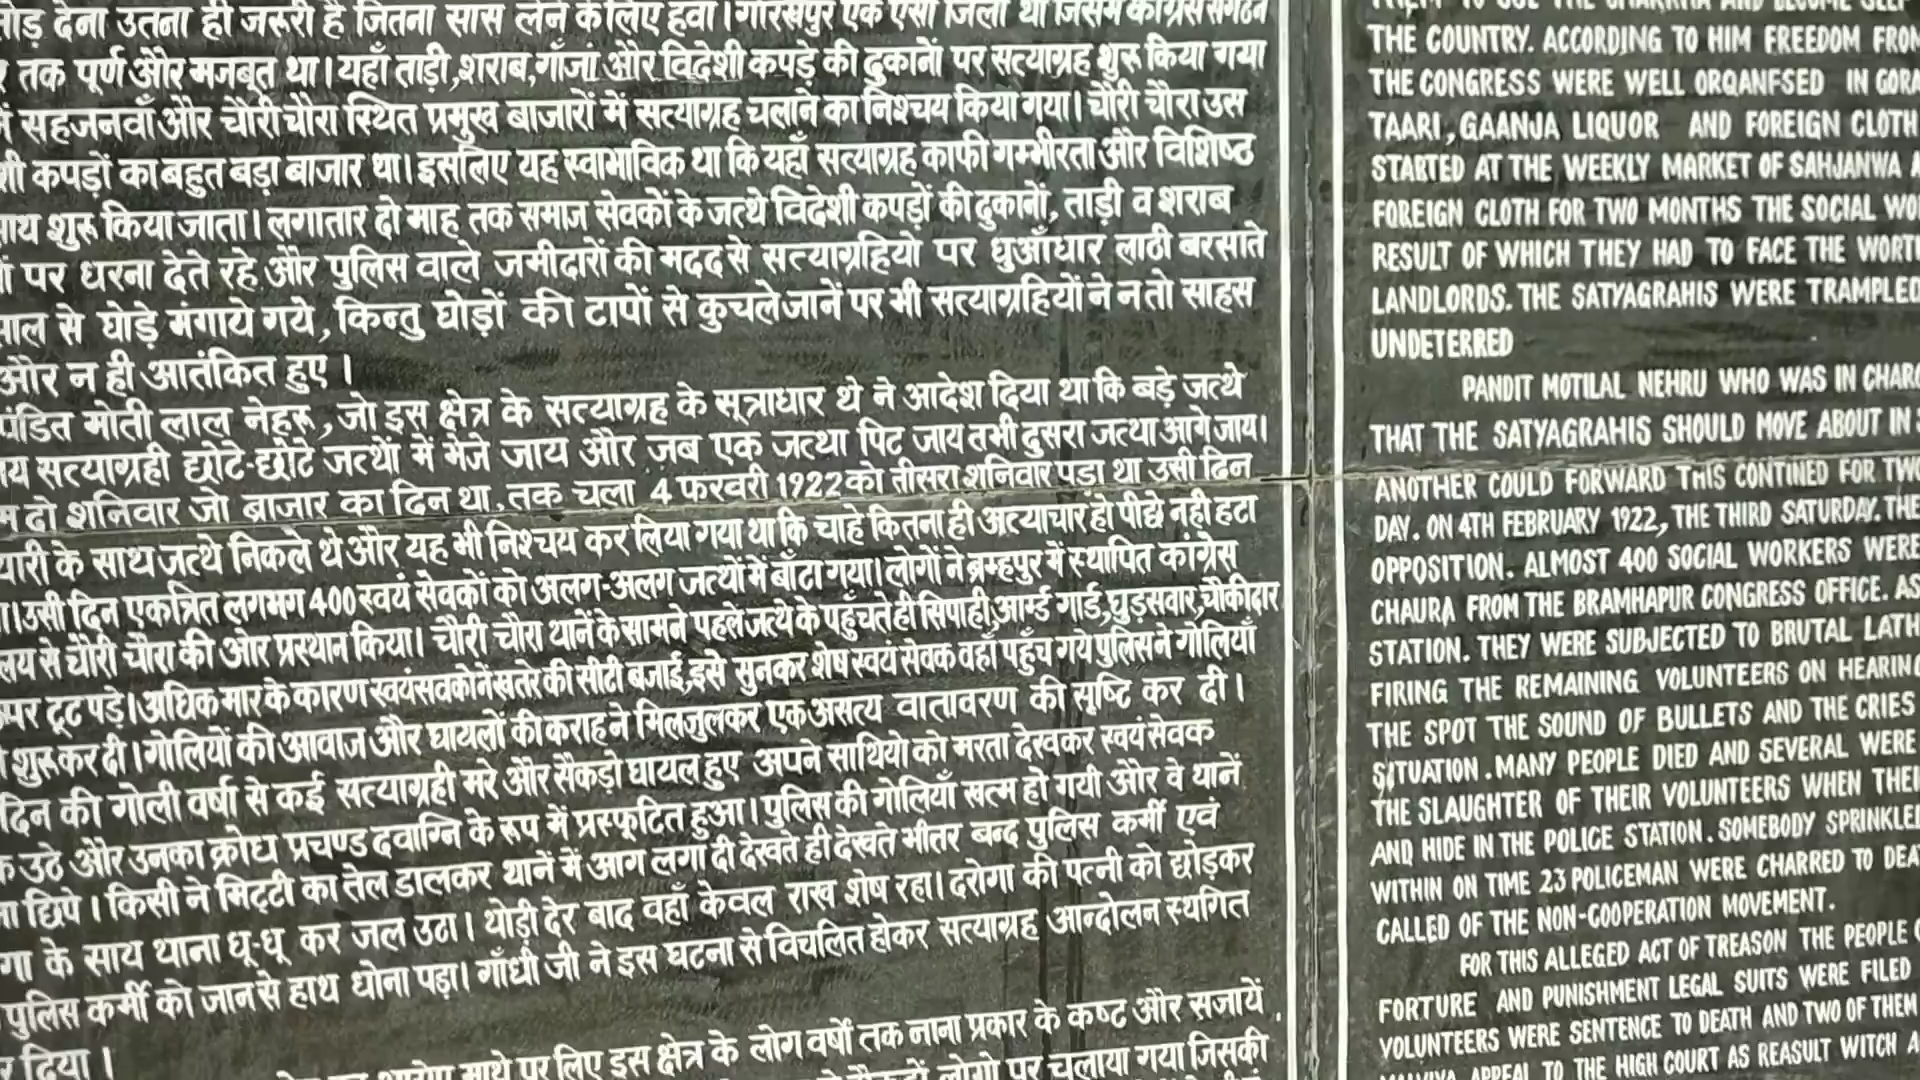 देना उतना ही जरूरी है जितना सास लेने के लिए हवा। गोरखपुर एक ऐसा जिला था जिसमें कांग्रेस संगठन
तक पूर्ण और मजबूत था। यहाँ ताड़ी, शराब, गाँजा और विदेशी कपड़े की दुकानों पर सत्याग्रह शुरू किया गया
सहजनवाँ और चौरी चौरा स्थित प्रमुख बाजारों में सत्याग्रह चलाने का निश्चय किया गया। चौरी चौरा उस
कपड़ों का बहुत बड़ा बाजार था। इसलिए यह स्वाभाविक था कि यहाँ सत्याग्रह काफी गम्भीरता और विशिष्ठ
शुरू किया जाता। लगातार दो माह तक समाज सेवकों के जत्थे विदेशी कपड़ों की दुकानों, ताड़ी व शराब
पर धरना देते रहे और पुलिस वाले जमीदारों की मदद से सत्याग्रहियो पर धुआँधार लाठी बरसाते
से घोड़े मंगाये गये, किन्तु घोड़ों की टापों से कुचले जानें पर भी सत्याग्रहियों ने न तो साहस
और न ही आतंकित हुए।
पंडित मोती लाल नेहरू, जो इस क्षेत्र के सत्याग्रह के सूत्राधार थे ने आदेश दिया था कि बड़े जत्थे
सत्याग्रही छोटे-छोटे जत्थों में भेजे जाय और जब एक जत्था पिट जाय तभी दुसरा जत्था आगे जाय।
दो शनिवार जो बाजार का दिन था, तक चला 4 फरवरी 1922 को तीसरा शनिवार पड़ा था उसी दिन
के साथ जत्थे निकले थे और यह भी निश्चय कर लिया गया था कि चाहे कितना ही अत्याचार हो पीछे नही हटा
उसी दिन एकत्रित लगभग 400 स्वयं सेवकों को अलग-अलग जत्थों में बाँटा गया। लोगों ने ब्रम्हपुर में स्थापित कांग्रेस
से चौरी चौरा की ओर प्रस्थान किया। चौरी चौरा थानें के सामने पहले जत्थे के पहुँचते ही सिपाही, आर्म्ड गार्ड, घुड़सवार, चौकीदार
टूट पड़े। अधिक मार के कारण स्वयंसवकों नें खतरे की सीटी बजाई, इसे सुनकर शेष स्वयं सेवक वहाँ पहुँच गये पुलिस ने गोलियाँ
शुरू कर दी। गोलियों की आवाज और घायलों की कराह ने मिलजुलकर एक असत्य वातावरण की सृष्टि कर दी।
दिन की गोली वर्षा से कई सत्याग्रही मरे और सैकड़ो घायल हुए अपने साथियो को मरता देखकर स्वयं सेवक
उठे और उनका क्रोध प्रचण्ड दवाग्नि के रूप में प्रस्फूटित हुआ। पुलिस की गोलियाँ खत्म हो गयी और वे थानें
छिपे। किसी ने मिट्टी का तेल डालकर थानें में आग लगा दी देखते ही देखते भीतर बन्द पुलिस कर्मी एवं
के साथ थाना धू-धू कर जल उठा। थोड़ी देर बाद वहाँ केवल राख शेष रहा। दरोगा की पत्नी को छोड़कर
पुलिस कर्मी को जान से हाथ धोना पड़ा। गाँधी जी ने इस घटना से विचलित होकर सत्याग्रह आन्दोलन स्थगित
दिया।
माथे पर लिए इस क्षेत्र के लोग वर्षों तक नाना प्रकार के कष्ट और सजायें
लोगो पर चलाया गया जिसकी
THE COUNTRY. ACCORDING TO HIM FREEDOM FROM
THE CONGRESS WERE WELL ORQANFSED IN GORA
TAARI, GAANJA LIQUOR AND FOREIGN CLOTH
STARTED AT THE WEEKLY MARKET OF SAHJANWA
FOREIGN CLOTH FOR TWO MONTHS THE SOCIAL WO
RESULT OF WHICH THEY HAD TO FACE THE WORT
LANDLORDS. THE SATYAGRAHIS WERE TRAMPLED
UNDETERRED
PANDIT MOTILAL NEHRU WHO WAS IN CHARG
THAT THE SATYAGRAHIS SHOULD MOVE ABOUT IN
ANOTHER COULD FORWARD THIS CONTINED FOR TWO
DAY. ON 4TH FEBRUARY 1922, THE THIRD SATURDAY. THE
OPPOSITION. ALMOST 400 SOCIAL WORKERS WERE
CHAURA FROM THE BRAMHAPUR CONGRESS OFFICE. AS
STATION. THEY WERE SUBJECTED TO BRUTAL LATH
FIRING THE REMAINING VOLUNTEERS ON HEARING
THE SPOT THE SOUND OF BULLETS AND THE CRIES
SITUATION. MANY PEOPLE DIED AND SEVERAL WERE
THE SLAUGHTER OF THEIR VOLUNTEERS WHEN THEI
AND HIDE IN THE POLICE STATION. SOMEBODY SPRINKLED
WITHIN ON TIME 23 POLICEMAN WERE CHARRED TO DEA
CALLED OF THE NON-COOPERATION MOVEMENT.
FOR THIS ALLEGED ACT OF TREASON THE PEOPLE
FORTURE AND PUNISHMENT LEGAL SUITS WERE FILED
VOLUNTEERS WERE SENTENCE TO DEATH AND TWO OF THEM
APPEAL TO THE HIGH COURT AS REASULT WITCH A